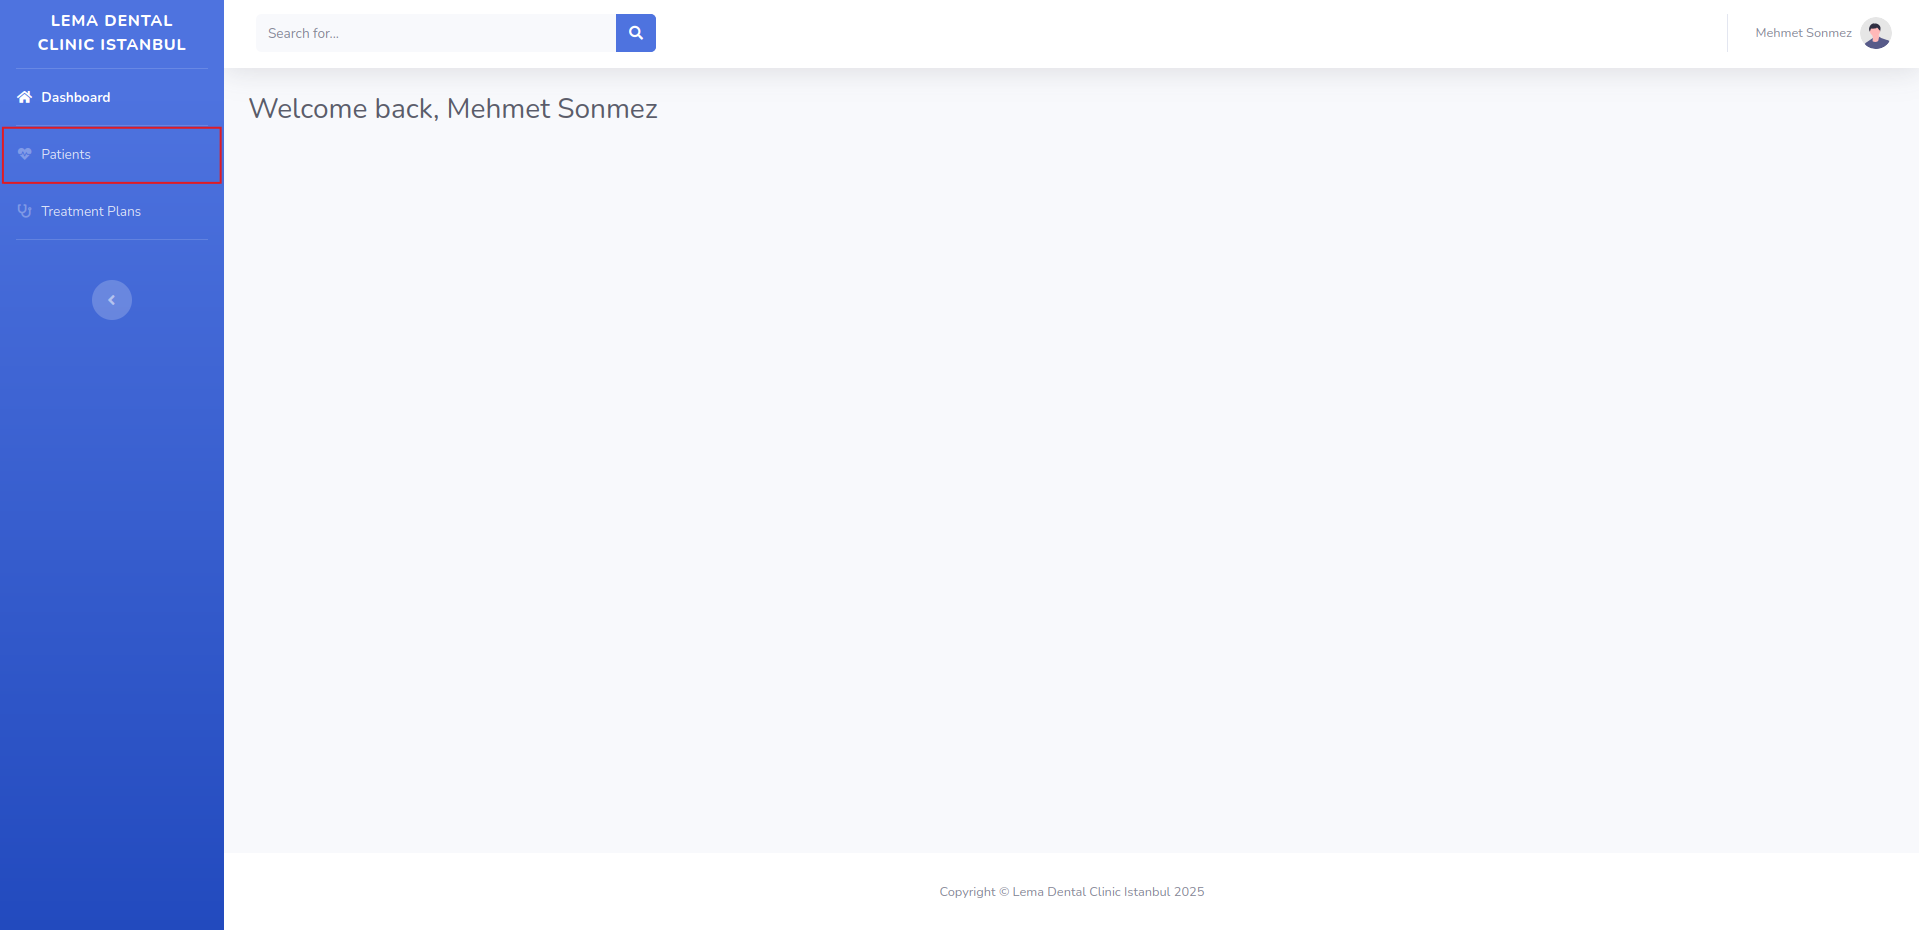 LEMA DENTAL
CLINIC ISTANBUL
Dashboard
Patients
Treatment Plans
Search for...
Mehmet Sonmez
Welcome back, Mehmet Sonmez
Copyright © Lema Dental Clinic Istanbul 2025